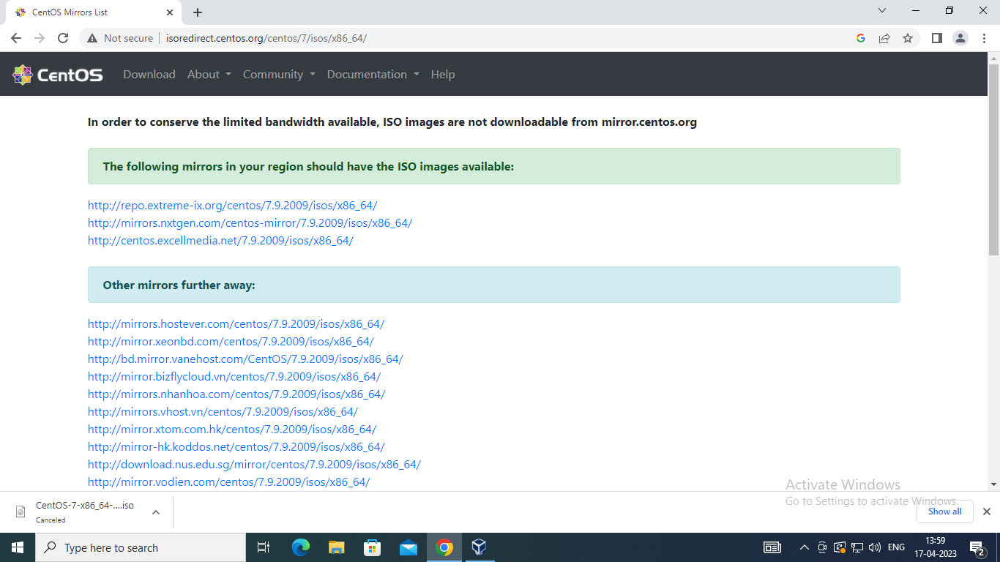 CentOS Mirrors List
Not secure isoredirect.centos.org/centos/7/isos/x86_64/
CentOS Download About Community Documentation Help
In order to conserve the limited bandwidth available, ISO images are not downloadable from mirror.centos.org
The following mirrors in your region should have the ISO images available:
http://repo.extreme-ix.org/centos/7.9.2009/isos/x86_64/
http://mirrors.nxtgen.com/centos-mirror/7.9.2009/isos/x86_64/
http://centos.excellmedia.net/7.9.2009/isos/x86_64/
Other mirrors further away:
http://mirrors.hostever.com/centos/7.9.2009/isos/x86_64/
http://mirror.xeonbd.com/centos/7.9.2009/isos/x86_64/
http://bd.mirror.vanehost.com/CentOS/7.9.2009/isos/x86_64/
http://mirror.bizflycloud.vn/centos/7.9.2009/isos/x86_64/
http://mirrors.nhanhoa.com/centos/7.9.2009/isos/x86_64/
http://mirrors.vhost.vn/centos/7.9.2009/isos/x86_64/
http://mirror.xtom.com.hk/centos/7.9.2009/isos/x86_64/
http://mirror-hk.koddos.net/centos/7.9.2009/isos/x86_64/
http://download.nus.edu.sg/mirror/centos/7.9.2009/isos/x86_64/
http://mirror.vodien.com/centos/7.9.2009/isos/x86_64/
Activate Windows
Go to Settings to activate Windows.
CentOS-7-x86_64-....iso
Canceled
Show all
Type here to search
ENG
13:59
17-04-2023
2